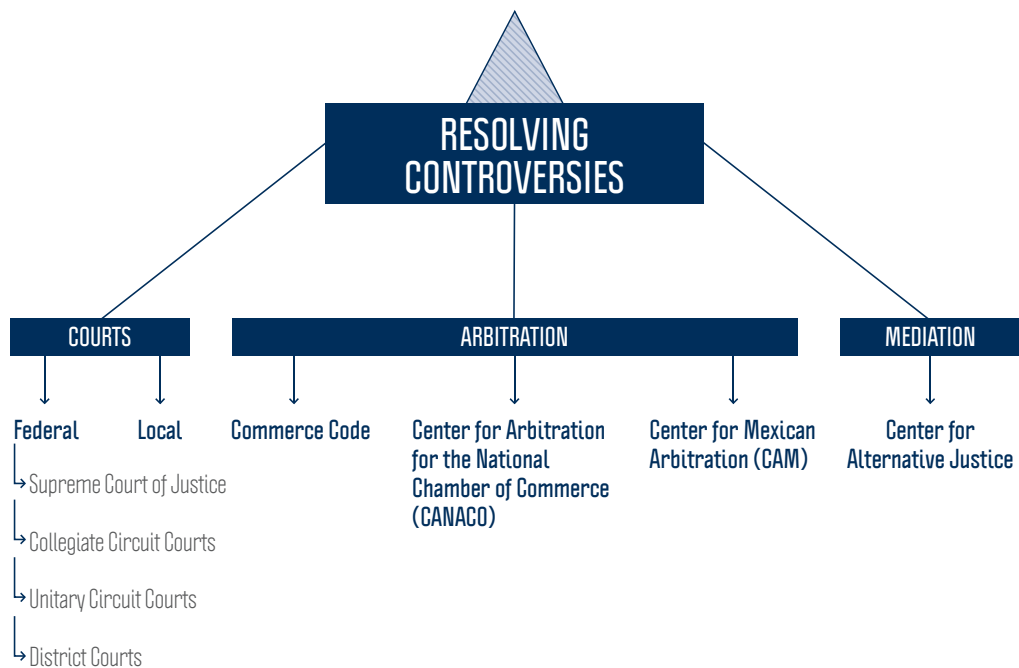 RESOLVING
CONTROVERSIES
COURTS
ARBITRATION
MEDIATION
Federal
Local
Commerce Code
Center for Arbitration
for the National
Chamber of Commerce
(CANACO)
Center for Mexican
Arbitration (CAM)
Center for
Alternative Justice
Supreme Court of Justice
Collegiate Circuit Courts
Unitary Circuit Courts
District Courts